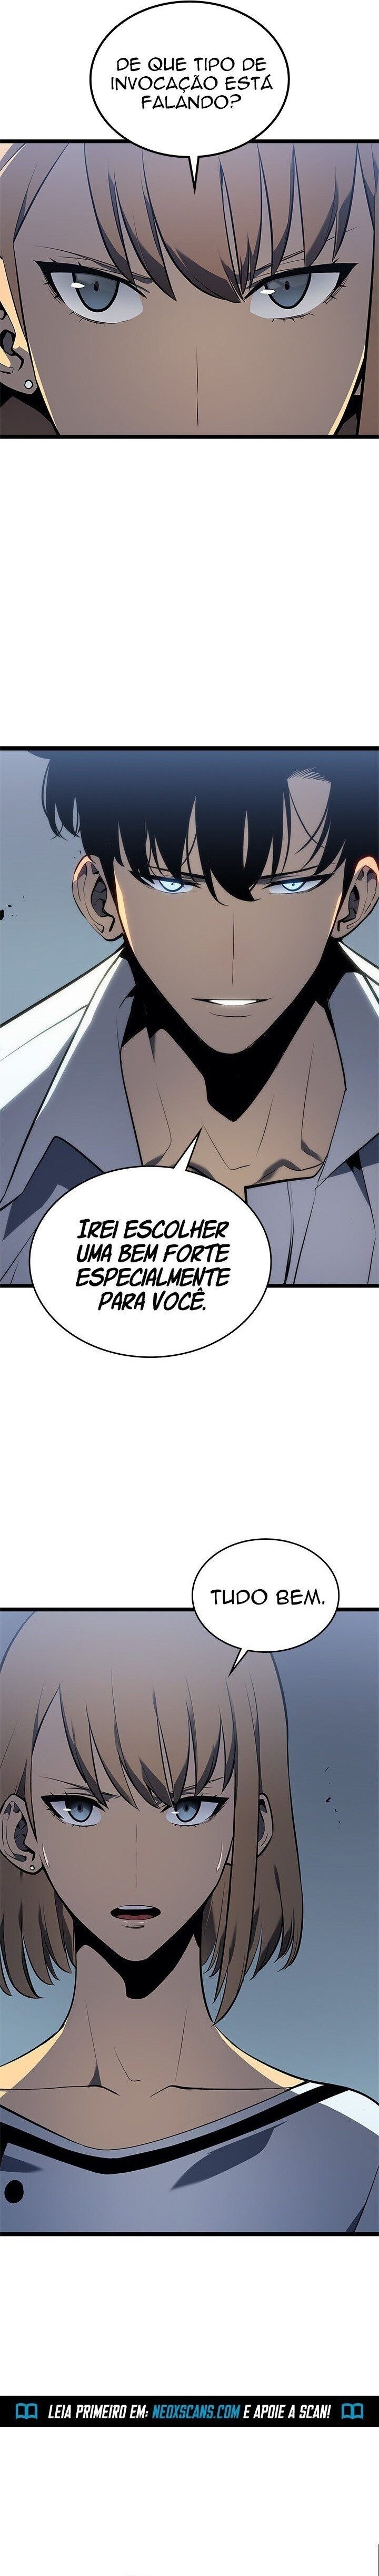 DE QUE TIPO DE
INVOCAÇÃO ESTÁ
FALANDO?
IREI ESCOLHER
UMA BEM FORTE
ESPECIALMENTE
PARA VOCÊ.
TUDO BEM.
LEIA PRIMEIRO EM: NEOXSCANS.COM E APOIE A SCAN!